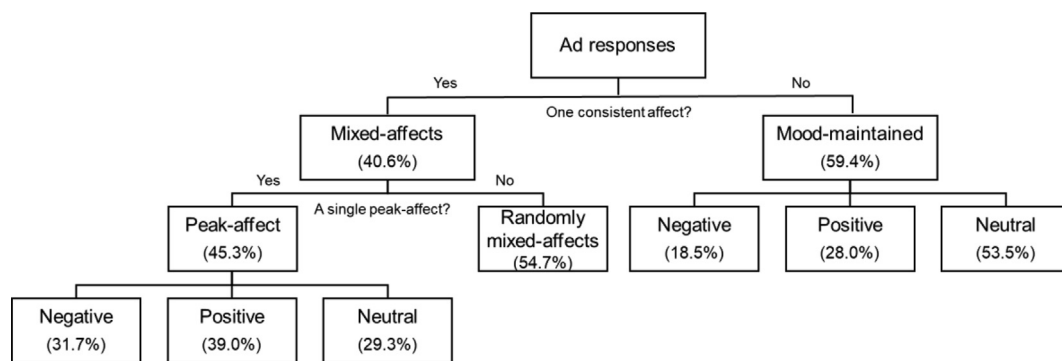 Ad responses
Yes
No
One consistent affect?
Mixed-affects
(40.6%)
Mood-maintained
(59.4%)
Yes
No
A single peak-affect?
Peak-affect
(45.3%)
Randomly
mixed-affects
(54.7%)
Negative
(18.5%)
Positive
(28.0%)
Neutral
(53.5%)
Negative
(31.7%)
Positive
(39.0%)
Neutral
(29.3%)